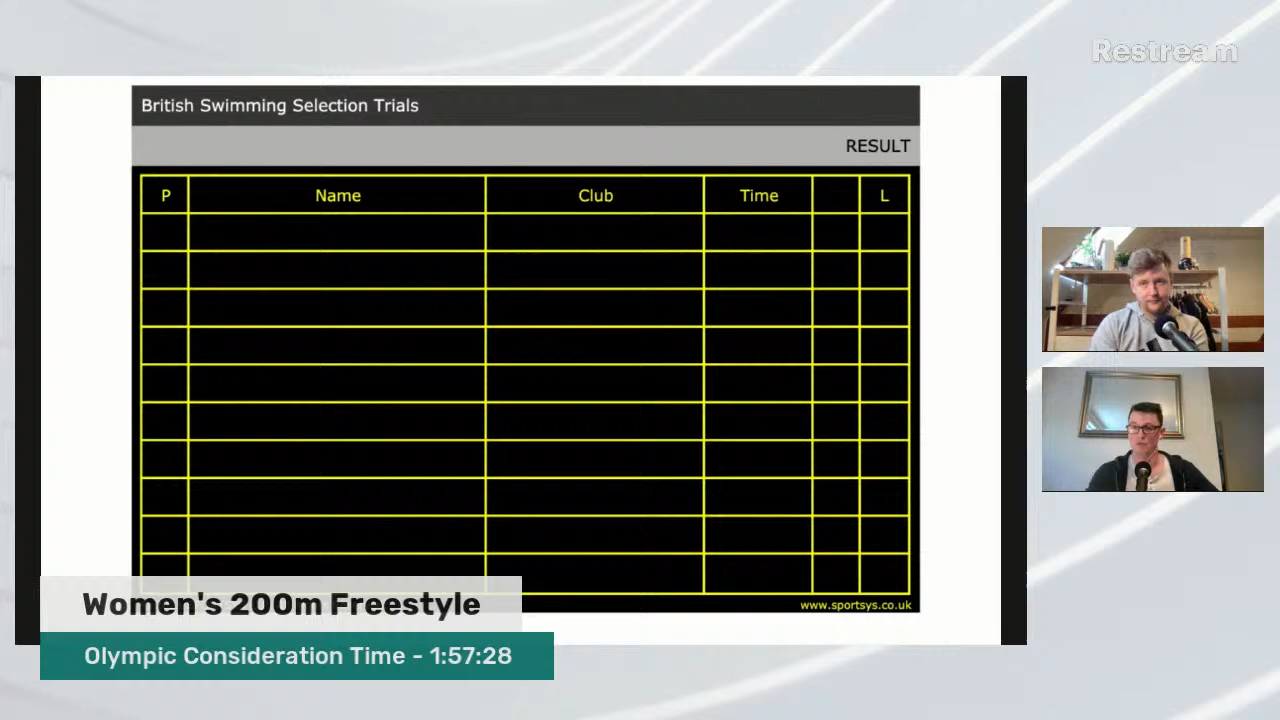 Restream
British Swimming Selection Trials
RESULT
P Name Club Time L
www.sportsys.co.uk
Women's 200m Freestyle
Olympic Consideration Time - 1:57:28